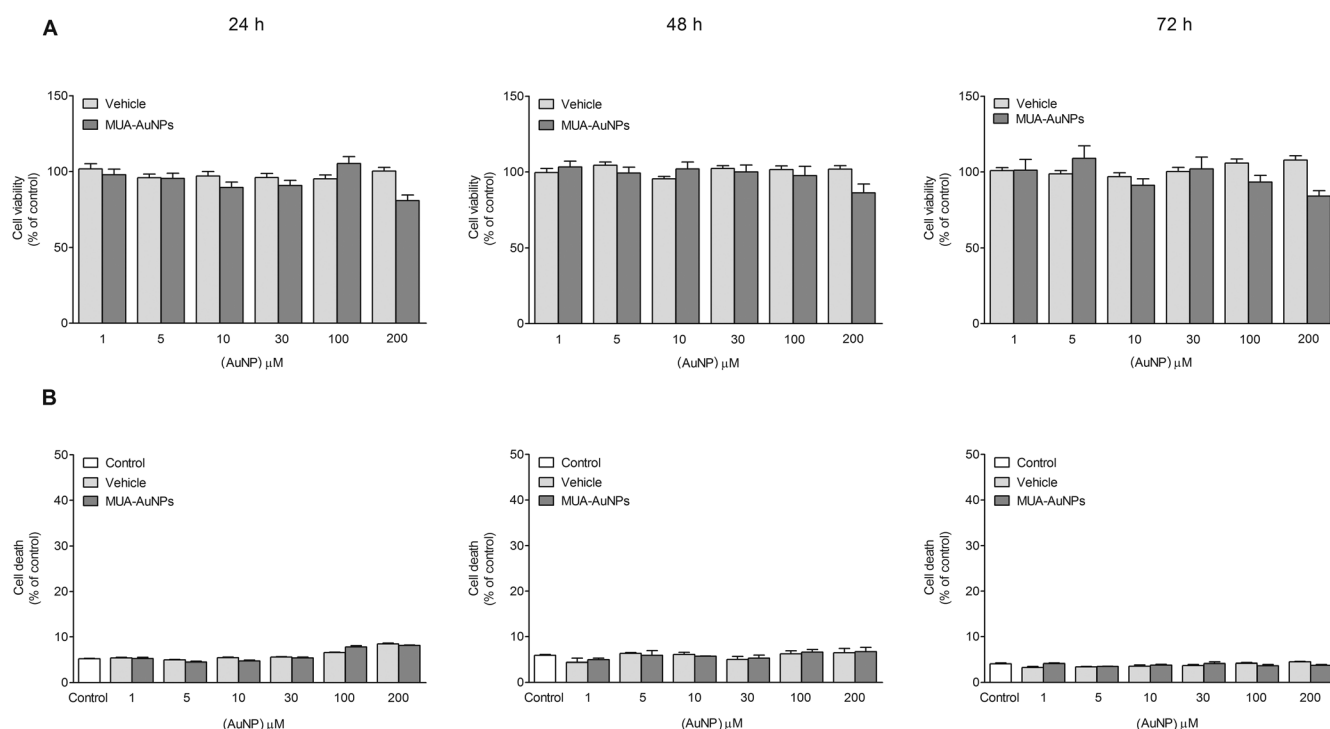 A
24 h
48 h
72 h
150
100
50
0
Cell viability
(% of control)
Vehicle
MUA-AuNPs
1 5 10 30 100 200
(AuNP) μM
150
100
50
0
Cell viability
(% of control)
Vehicle
MUA-AuNPs
1 5 10 30 100 200
(AuNP) μM
150
100
50
0
Cell viability
(% of control)
Vehicle
MUA-AuNPs
1 5 10 30 100 200
(AuNP) μM
B
50
40
30
20
10
0
Cell death
(% of control)
Control
Vehicle
MUA-AuNPs
Control 1 5 10 30 100 200
(AuNP) μM
50
40
30
20
10
0
Cell death
(% of control)
Control
Vehicle
MUA-AuNPs
Control 1 5 10 30 100 200
(AuNP) μM
50
40
30
20
10
0
Cell death
(% of control)
Control
Vehicle
MUA-AuNPs
Control 1 5 10 30 100 200
(AuNP) μM